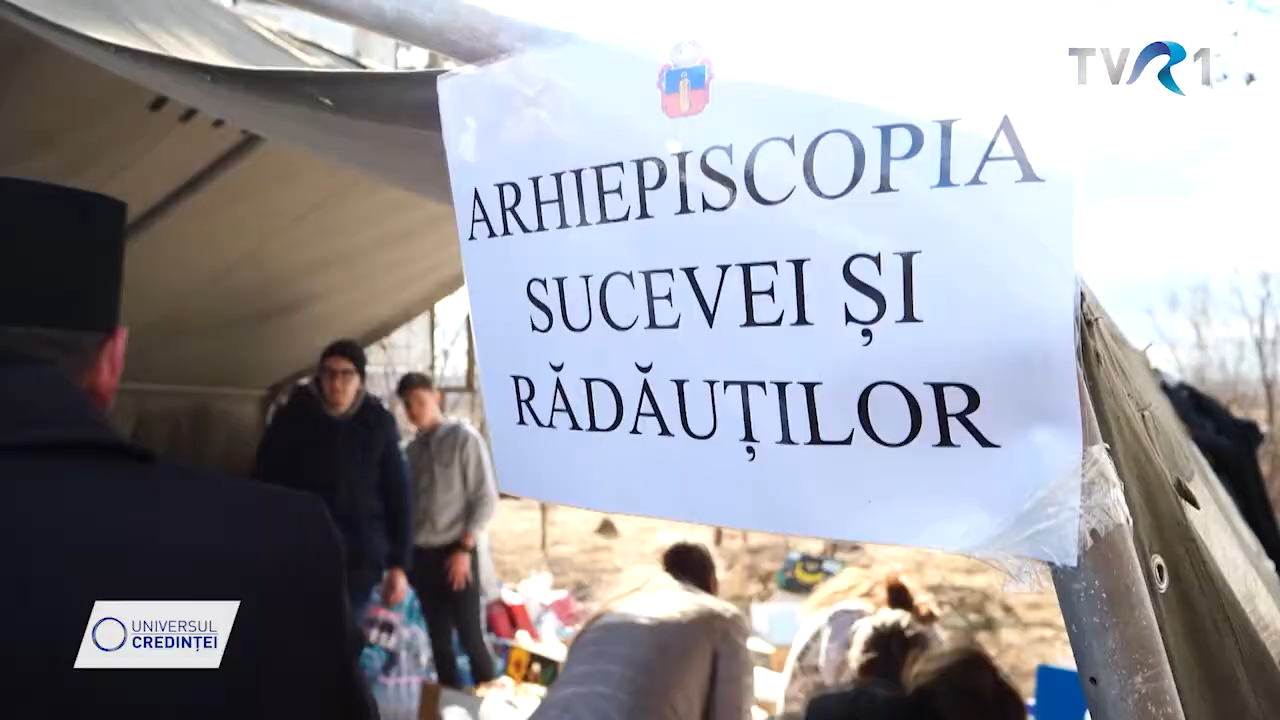 TVR1
ARHIEPISCOPIA
SUCEVEI ȘI
RĂDĂUȚILOR
UNIVERSUL
CREDINȚEI